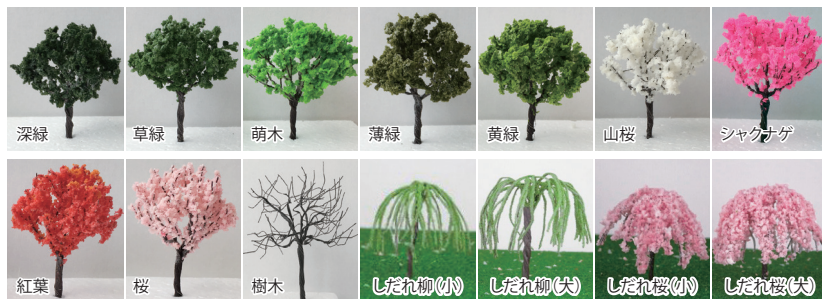 深緑
草緑
萌木
薄緑
黄緑
山桜
シャクナゲ
紅葉
桜
樹木
しだれ柳(小)
しだれ柳(大)
しだれ桜(小)
しだれ桜(大)